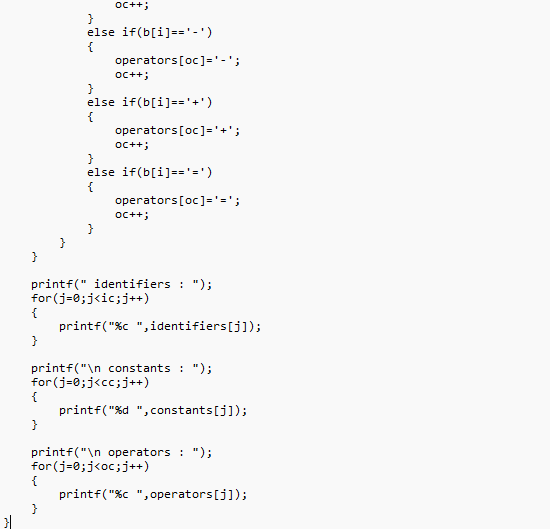 oc++;
            }
            else if(b[i]=='-')
            {
                operators[oc]='-';
                oc++;
            }
            else if(b[i]=='+')
            {
                operators[oc]='+';
                oc++;
            }
            else if(b[i]=='=')
            {
                operators[oc]='=';
                oc++;
            }
        }
    }

    printf(" identifiers : ");
    for(j=0;j<ic;j++)
    {
        printf("%c ",identifiers[j]);
    }

    printf("\n constants : ");
    for(j=0;j<cc;j++)
    {
        printf("%d ",constants[j]);
    }

    printf("\n operators : ");
    for(j=0;j<oc;j++)
    {
        printf("%c ",operators[j]);
    }
}